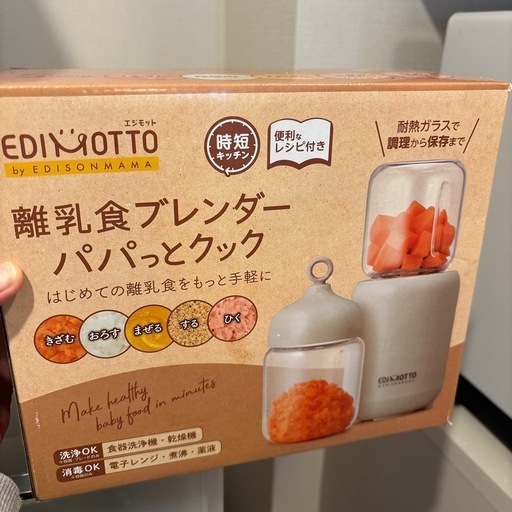 エジモット
EDIMOTTO
by EDISONMAMA
時短
キッチン
便利な
レシピ付き
耐熱ガラスで
調理から保存まで
離乳食ブレンダー
パパっとクック
はじめての離乳食をもっと手軽に
きざむ おろす まぜる する ひく
Make healthy
baby food in minutes
洗浄OK 食器洗浄機・乾燥機
消毒OK 電子レンジ・煮沸・薬液
EDIMOTTO